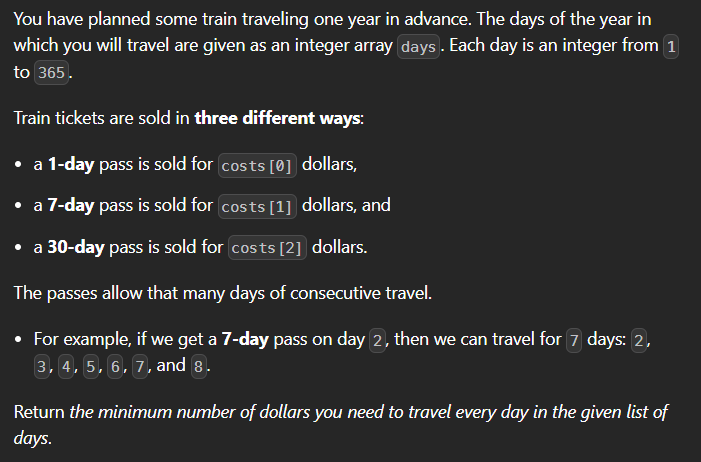 You have planned some train traveling one year in advance. The days of the year in
which you will travel are given as an integer array days. Each day is an integer from 1
to 365.
Train tickets are sold in three different ways:
• a 1-day pass is sold for costs[0] dollars,
• a 7-day pass is sold for costs[1] dollars, and
• a 30-day pass is sold for costs[2] dollars.
The passes allow that many days of consecutive travel.
• For example, if we get a 7-day pass on day 2, then we can travel for 7 days: 2,
3, 4, 5, 6, 7, and 8.
Return the minimum number of dollars you need to travel every day in the given list of
days.